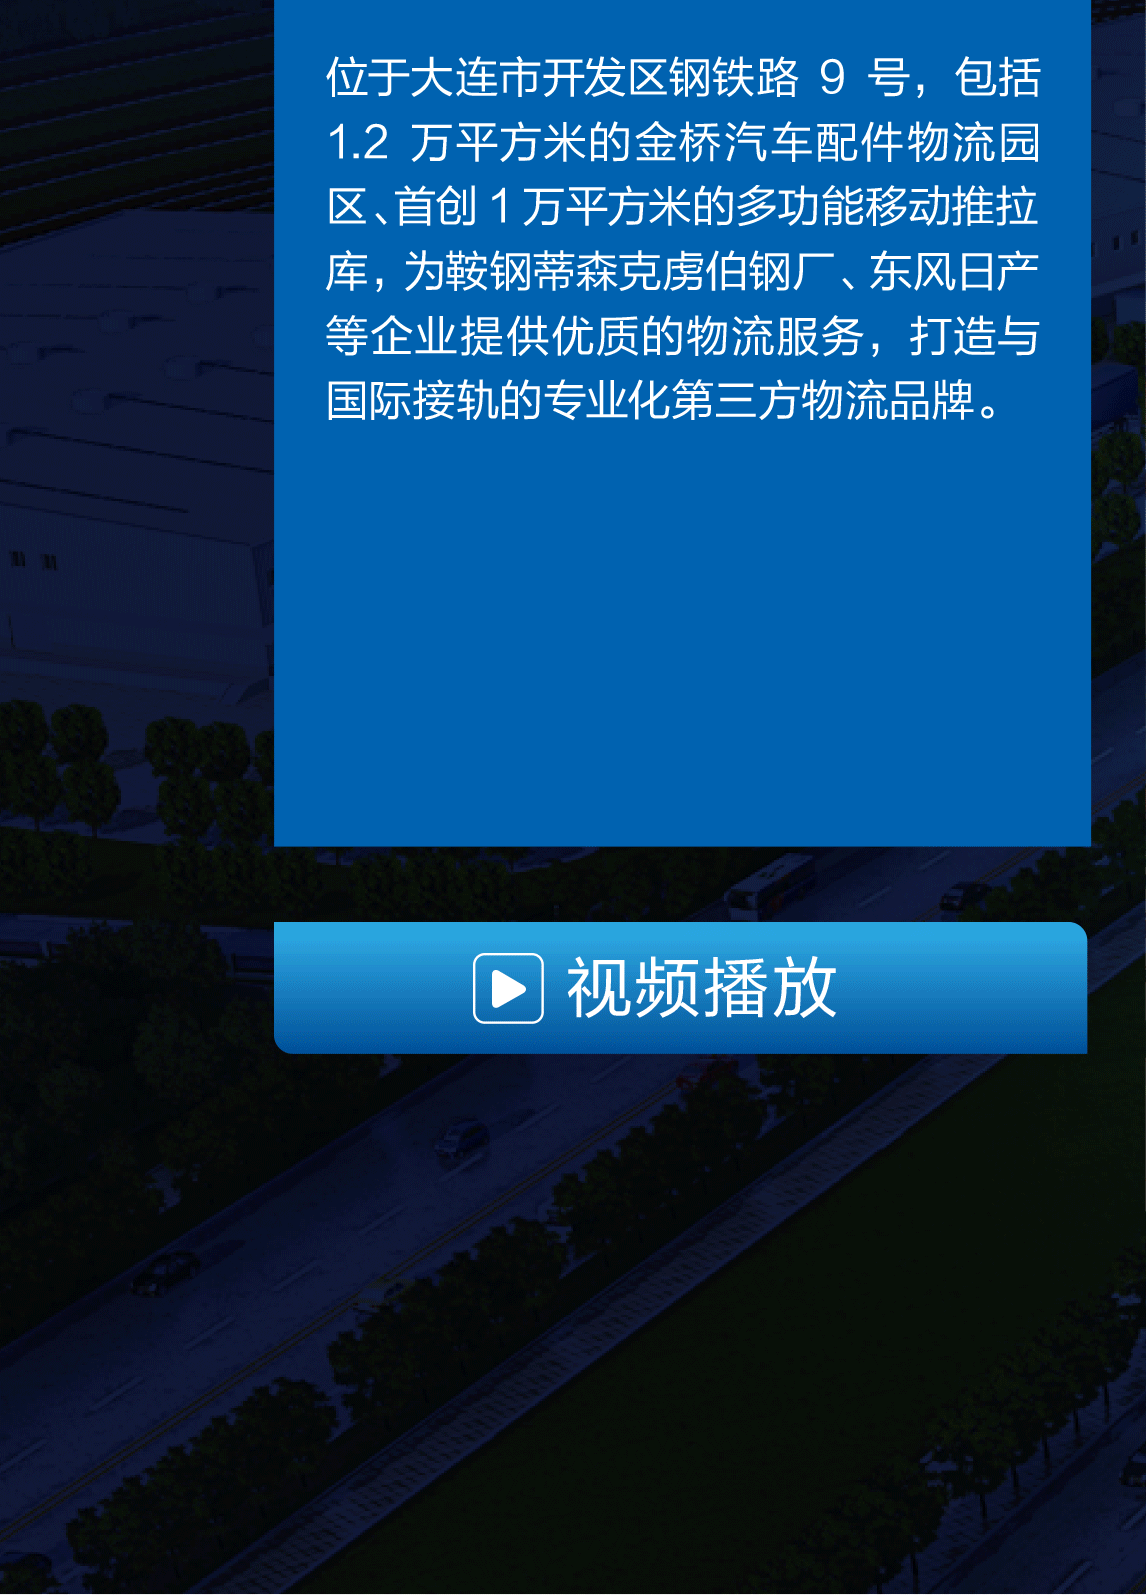 位于大连市开发区钢铁路 9 号，包括
1.2 万平方米的金桥汽车配件物流园
区、首创 1 万平方米的多功能移动推拉
库，为鞍钢蒂森克虏伯钢厂、东风日产
等企业提供优质的物流服务，打造与
国际接轨的专业化第三方物流品牌。
视频播放